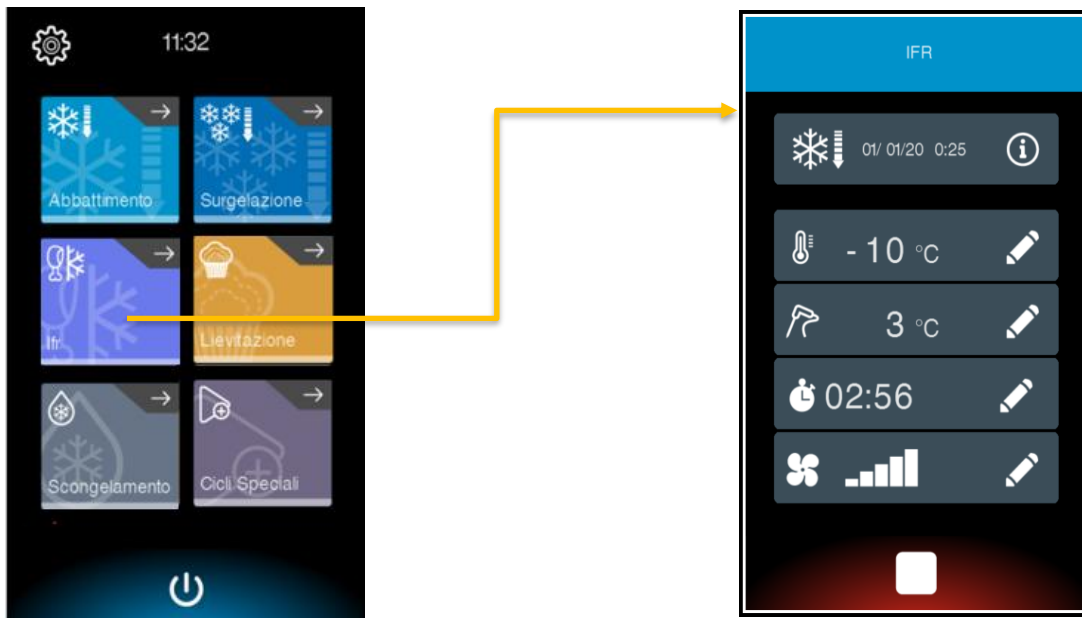 11:32
Abbattimento
Surgelazione
Ifr
Lievitazione
Scongelamento
Cicli Speciali
IFR
01/ 01/20 0:25
- 10 °C
3 °C
02:56